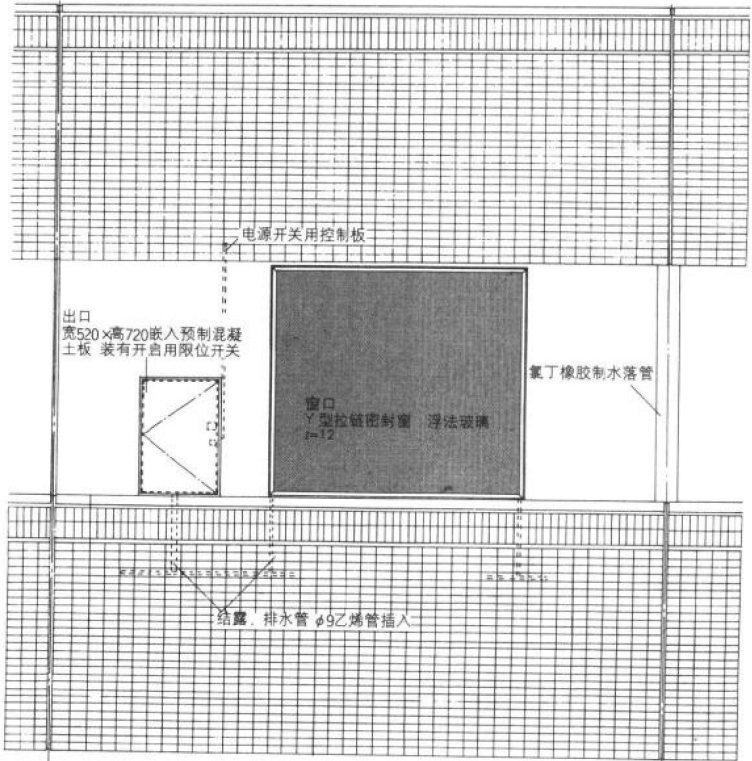 电源开关用控制板
出口
宽520×高720嵌入预制混凝
土板 装有开启用限位开关
氯丁橡胶制水落管
窗口
Y型拉链密封窗 浮法玻璃
t=12
结露、排水管 φ9乙烯管插入